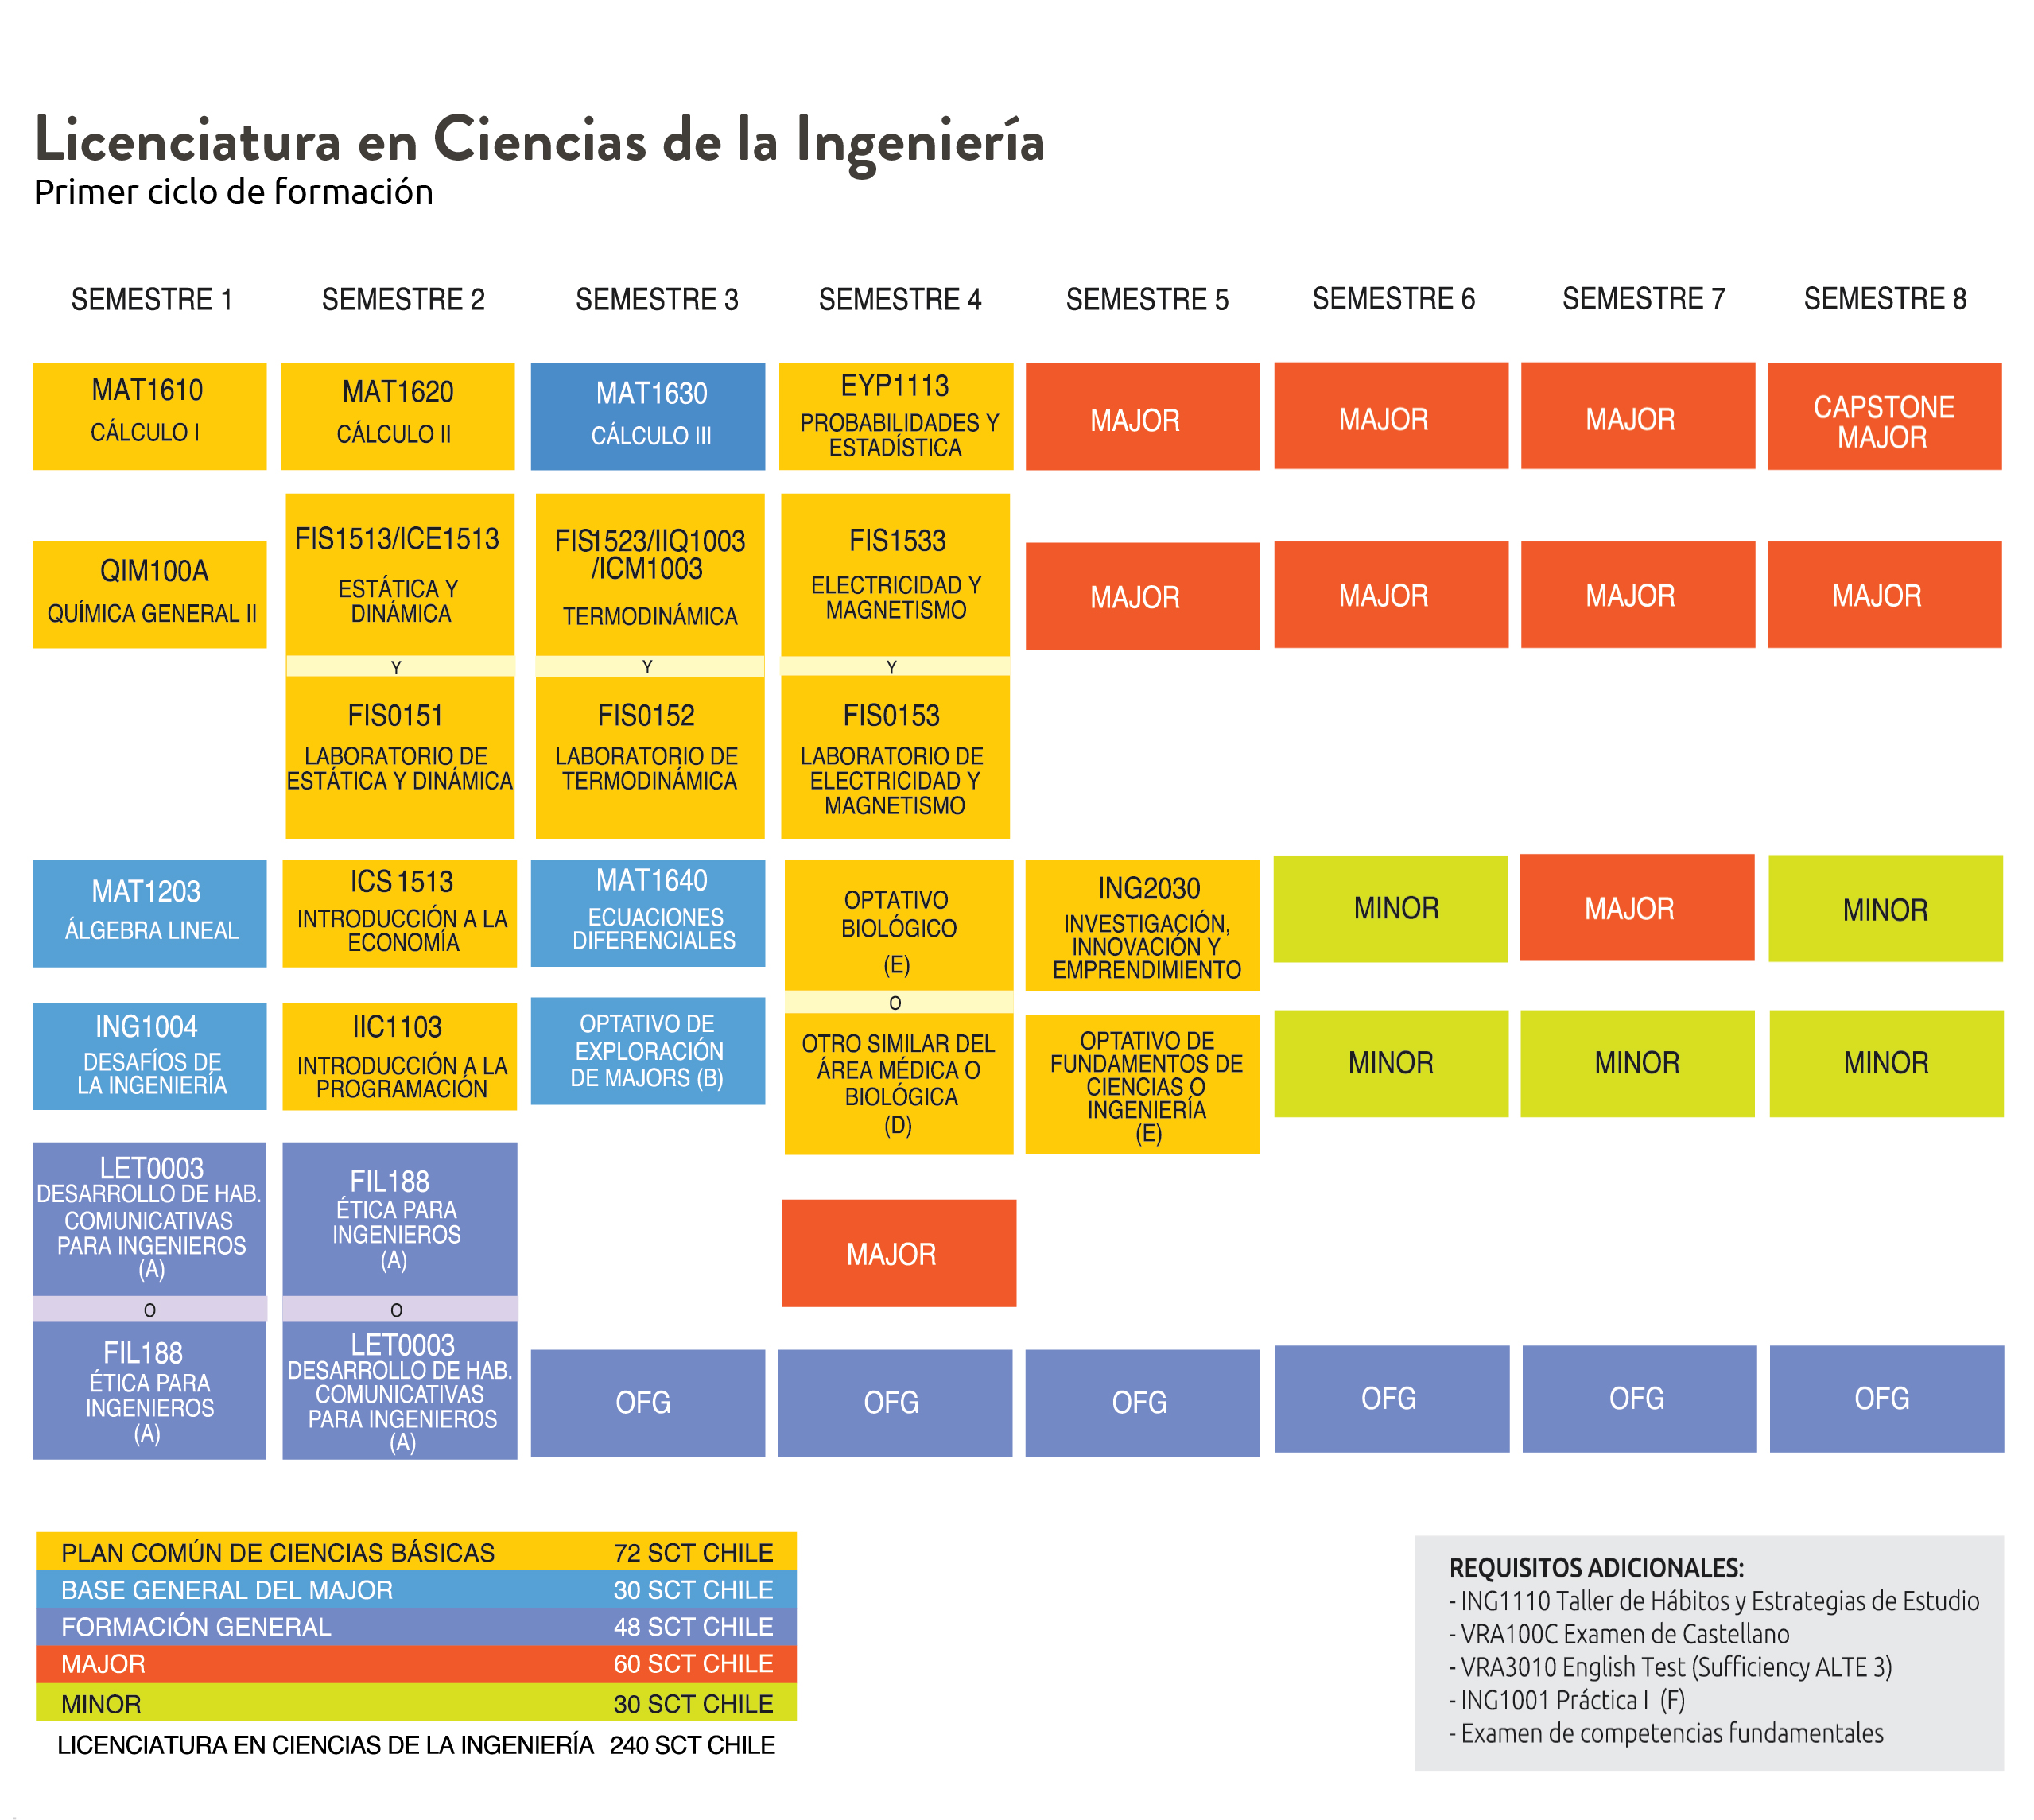 Licenciatura en Ciencias de la Ingeniería
Primer ciclo de formación
SEMESTRE 1
SEMESTRE 2
SEMESTRE 3
SEMESTRE 4
SEMESTRE 5
SEMESTRE 6
SEMESTRE 7
SEMESTRE 8
MAT1610
CÁLCULO I
MAT1620
CÁLCULO II
MAT1630
CÁLCULO III
EYP1113
PROBABILIDADES Y
ESTADÍSTICA
MAJOR
MAJOR
MAJOR
CAPSTONE
MAJOR
QIM100A
QUÍMICA GENERAL II
FIS1513/ICE1513
ESTÁTICA Y
DINÁMICA
Y
FIS0151
LABORATORIO DE
ESTÁTICA Y DINÁMICA
FIS1523/IIQ1003
/ICM1003
TERMODINÁMICA
Y
FIS0152
LABORATORIO DE
TERMODINÁMICA
FIS1533
ELECTRICIDAD Y
MAGNETISMO
Y
FIS0153
LABORATORIO DE
ELECTRICIDAD Y
MAGNETISMO
MAJOR
MAJOR
MAJOR
MAJOR
MAT1203
ÁLGEBRA LINEAL
ICS1513
INTRODUCCIÓN A LA
ECONOMÍA
MAT1640
ECUACIONES
DIFERENCIALES
OPTATIVO
BIOLÓGICO
(E)
O
OTRO SIMILAR DEL
ÁREA MÉDICA O
BIOLÓGICA
(D)
ING2030
INVESTIGACIÓN,
INNOVACIÓN Y
EMPRENDIMIENTO
MINOR
MAJOR
MINOR
ING1004
DESAFÍOS DE
LA INGENIERÍA
IIC1103
INTRODUCCIÓN A LA
PROGRAMACIÓN
OPTATIVO DE
EXPLORACIÓN
DE MAJORS (B)
OPTATIVO DE
FUNDAMENTOS DE
CIENCIAS O
INGENIERÍA
(E)
MINOR
MINOR
MINOR
LET0003
DESARROLLO DE HAB.
COMUNICATIVAS
PARA INGENIEROS
(A)
O
FIL188
ÉTICA PARA
INGENIEROS
(A)
FIL188
ÉTICA PARA
INGENIEROS
(A)
O
LET0003
DESARROLLO DE HAB.
COMUNICATIVAS
PARA INGENIEROS
(A)
MAJOR
OFG
OFG
OFG
OFG
OFG
OFG
PLAN COMÚN DE CIENCIAS BÁSICAS 72 SCT CHILE
BASE GENERAL DEL MAJOR 30 SCT CHILE
FORMACIÓN GENERAL 48 SCT CHILE
MAJOR 60 SCT CHILE
MINOR 30 SCT CHILE
LICENCIATURA EN CIENCIAS DE LA INGENIERÍA 240 SCT CHILE
REQUISITOS ADICIONALES:
- ING1110 Taller de Hábitos y Estrategias de Estudio
- VRA100C Examen de Castellano
- VRA3010 English Test (Sufficiency ALTE 3)
- ING1001 Práctica I (F)
- Examen de competencias fundamentales